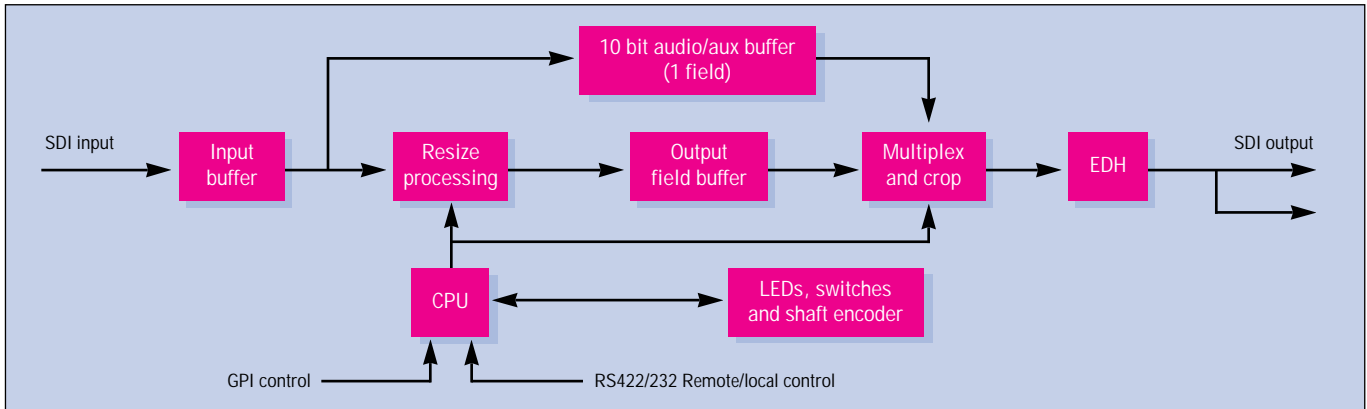 10 bit audio/aux buffer
(1 field)
SDI input
Input
buffer
Resize
processing
Output
field buffer
Multiplex
and crop
EDH
SDI output
CPU
LEDs, switches
and shaft encoder
GPI control
RS422/232 Remote/local control